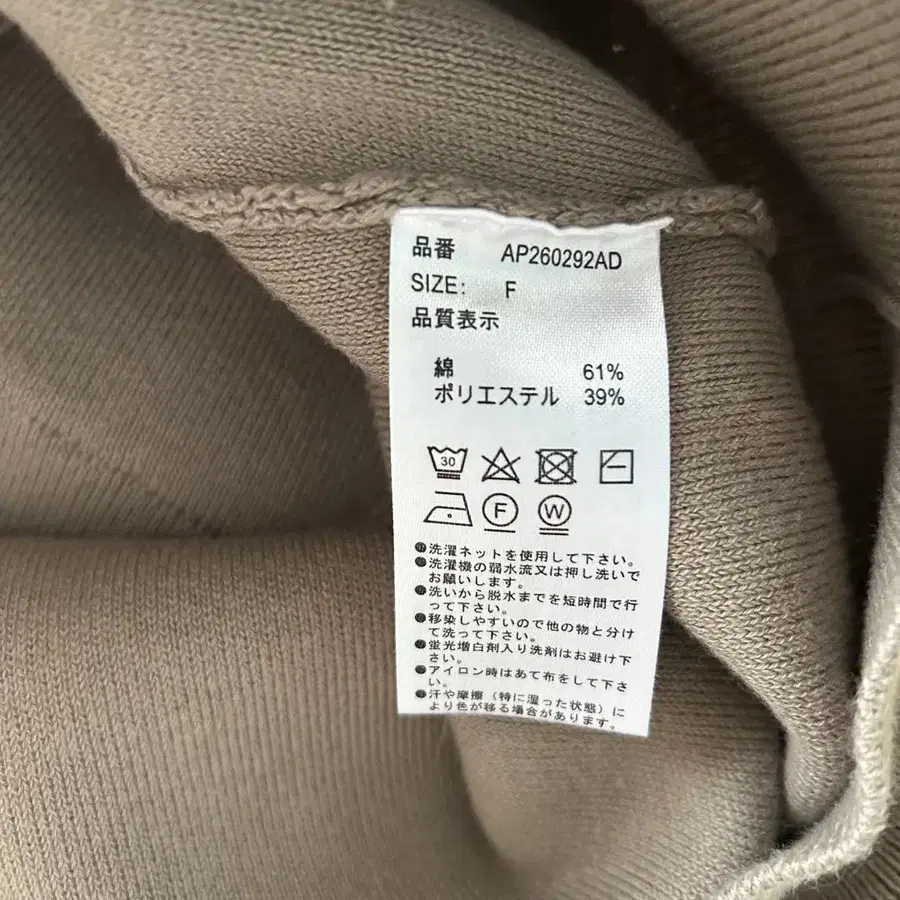 品番 AP260292AD
SIZE: F
品質表示
綿 61%
ポリエステル 39%
30
F W
●洗濯ネットを使用して下さい。
●洗濯機の弱水流又は押し洗いで
お願いします。
●洗いから脱水までを短時間で行
って下さい。
●移染しやすいので他の物と分け
て洗って下さい。
●蛍光増白剤入り洗剤はお避け下
さい。
●アイロン時はあて布をして下さ
い。
●汗や摩擦（特に湿った状態）に
より色が移る場合があります。